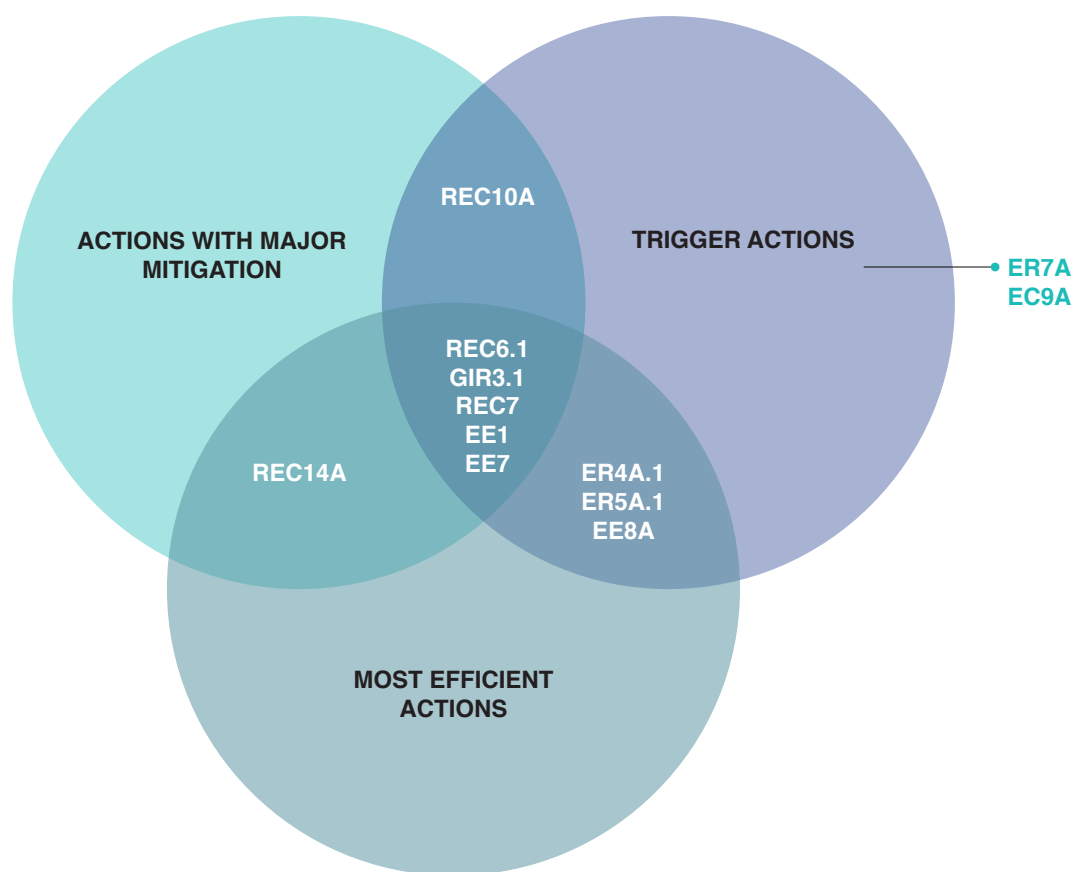 REC10A
ACTIONS WITH MAJOR
MITIGATION
TRIGGER ACTIONS
ER7A
EC9A
REC6.1
GIR3.1
REC7
EE1
EE7
REC14A
ER4A.1
ER5A.1
EE8A
MOST EFFICIENT
ACTIONS